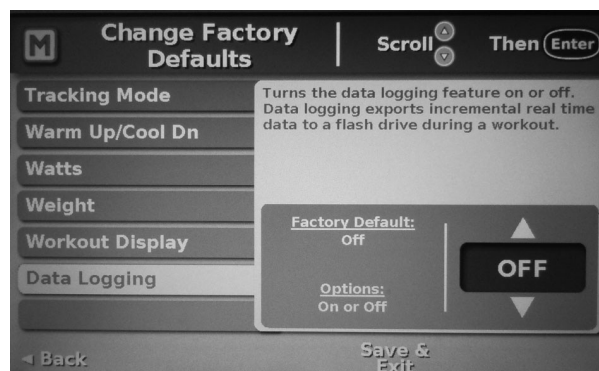 M
Change Factory
Defaults
Scroll
Then Enter
Tracking Mode
Warm Up/Cool Dn
Watts
Weight
Workout Display
Data Logging
Turns the data logging feature on or off.
Data logging exports incremental real time
data to a flash drive during a workout.
Factory Default:
Off
Options:
On or Off
OFF
Back
Save &
Exit